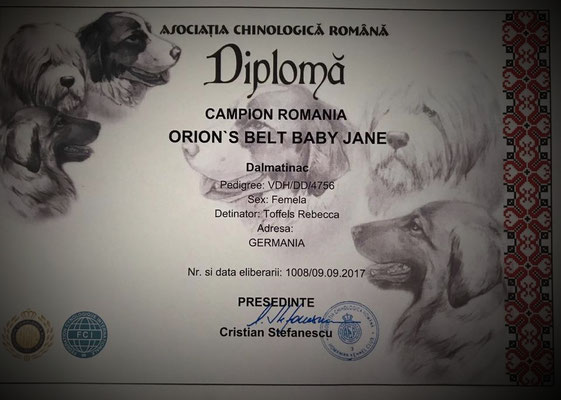 ASOCIAȚIA CHINOLOGICĂ ROMÂNĂ
Diplomă
CAMPION ROMANIA
ORION`S BELT BABY JANE
Dalmatinac
Pedigree: VDH/DD/4756
Sex: Femela
Detinator: Toffels Rebecca
Adresa:
GERMANIA
Nr. si data eliberarii: 1008/09.09.2017
PRESEDINTE
Cristian Stefanescu
FCI